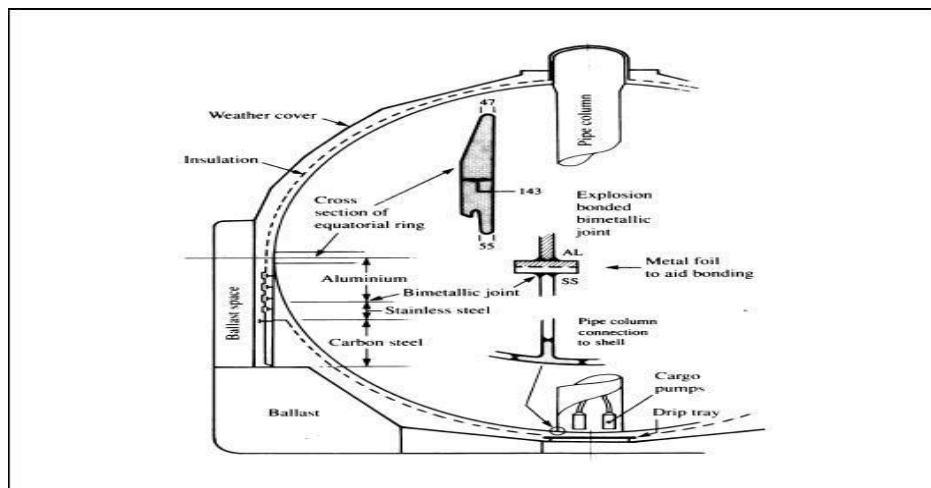 47
Weather cover
Pipe column
Insulation
143
Cross
section of
equatorial ring
Explosion
bonded
bimetallic
joint
55
AL
Metal foil
to aid bonding
Aluminium
SS
Bimetallic joint
Stainless steel
Ballast space
Pipe column
connection
to shell
Carbon steel
Cargo
pumps
Ballast
Drip tray